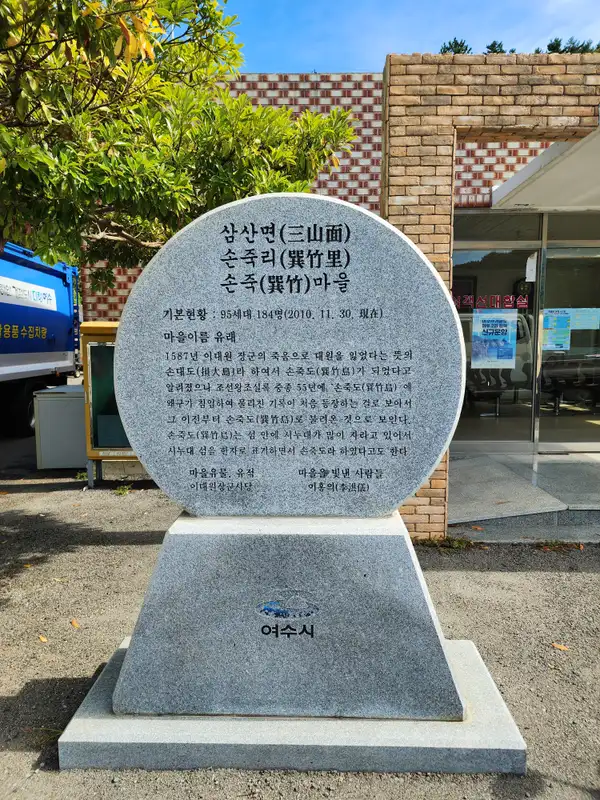 삼산면(三山面)
손죽리(巽竹里)
손죽(巽竹)마을
기본현황 : 95세대 184명(2010. 11. 30. 現在)
마을이름 유래
1587년 이대원 장군의 죽음으로 대원을 잃었다는 뜻의
손대도(損大島)라 하여서 손죽도(巽竹島)가 되었다고
알려졌으나 조선왕조실록 중종 55년에 '손죽도(巽竹島)에
왜구가 침입하여 물리친 기록이 처음 등장하는 걸로 보아서
그 이전부터 손죽도(巽竹島)로 불려온 것으로 보인다.
손죽도(巽竹島)는 섬 안에 시누대가 많이 자라고 있어서
시누대 섬을 한자로 표기하면서 손죽도라 하였다고도 한다
마을유물, 유적 마을을 빛낸 사람들
이대원장군사당 이홍의(李洪儀)
여수시
신규모집